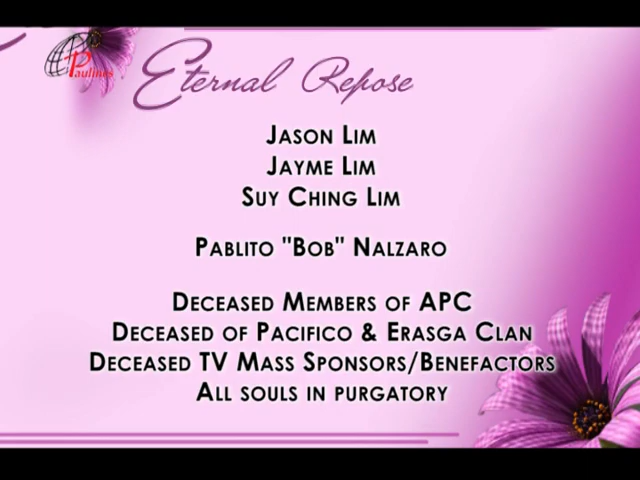 Paulines
Eternal Repose
Jason Lim
Jayme Lim
Suy Ching Lim
Pablito "Bob" Nalzaro
Deceased Members of APC
Deceased of Pacifico & Erasga Clan
Deceased TV Mass Sponsors/Benefactors
All souls in purgatory